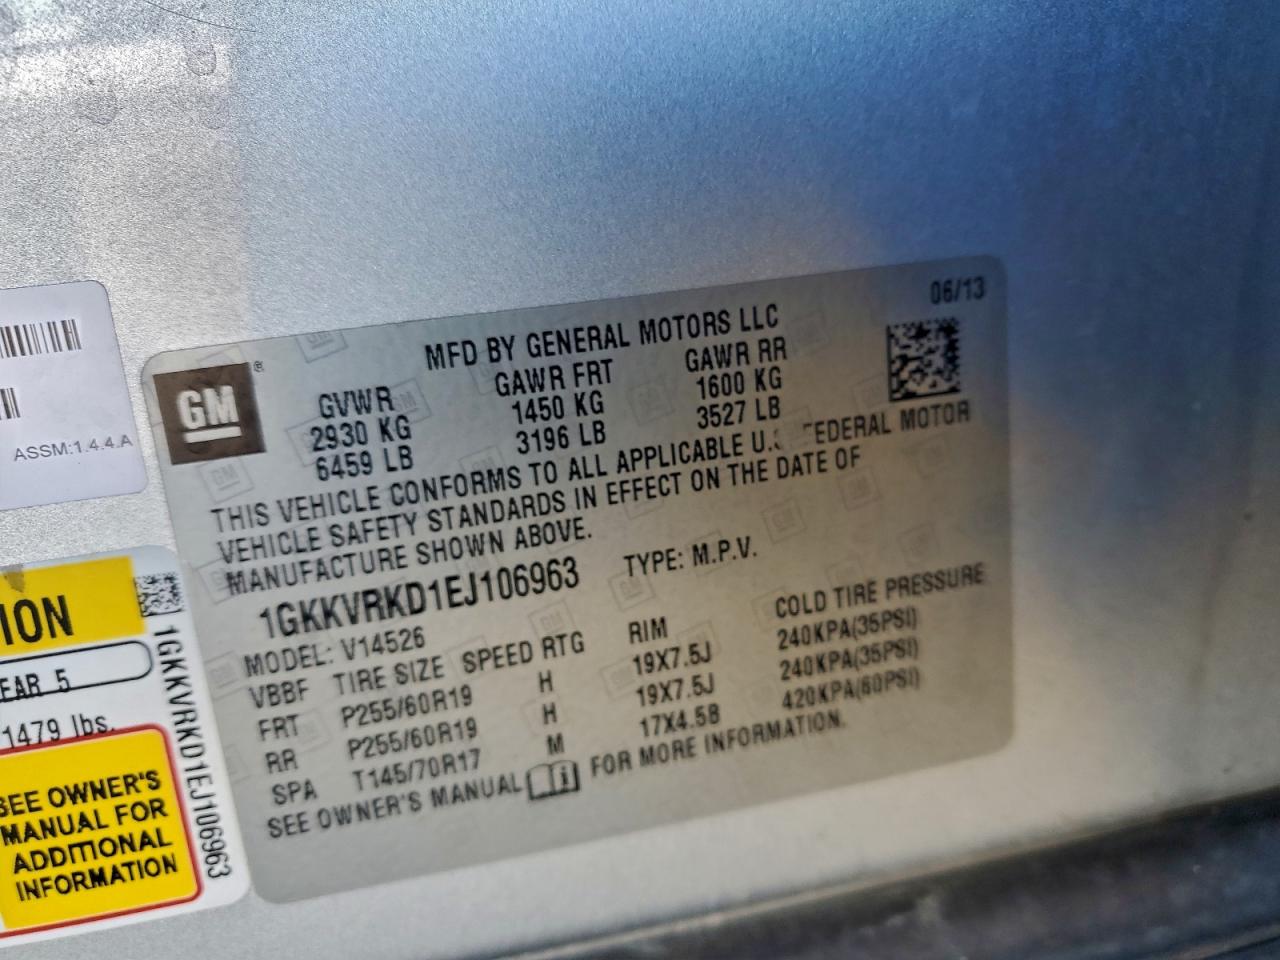 06/13
MFD BY GENERAL MOTORS LLC
GM ®
GVWR GAWR FRT GAWR RR
2930 KG 1450 KG 1600 KG
6459 LB 3196 LB 3527 LB
THIS VEHICLE CONFORMS TO ALL APPLICABLE U.S FEDERAL MOTOR
VEHICLE SAFETY STANDARDS IN EFFECT ON THE DATE OF
MANUFACTURE SHOWN ABOVE.
1GKKVRKD1EJ106963 TYPE: M.P.V.
MODEL: V14526
VBBF TIRE SIZE SPEED RTG RIM COLD TIRE PRESSURE
FRT P255/60R19 H 19X7.5J 240KPA(35PSI)
RR P255/60R19 H 19X7.5J 240KPA(35PSI)
SPA T145/70R17 M 17X4.5B 420KPA(60PSI)
SEE OWNER'S MANUAL FOR MORE INFORMATION.
ASSM:1.4.4.A
ION
EAR 5
1479 lbs.
SEE OWNER'S
MANUAL FOR
ADDITIONAL
INFORMATION
1GKKVRKD1EJ106963